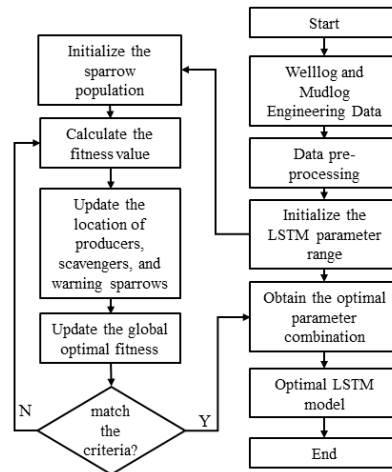 Start
Welllog and
Mudlog
Engineering Data
Data pre-
processing
Initialize the
LSTM parameter
range
Initialize the
sparrow
population
Calculate the
fitness value
Update the
location of
producers,
scavengers, and
warning sparrows
Update the global
optimal fitness
match
the
criteria?
N
Y
Obtain the optimal
parameter
combination
Optimal LSTM
model
End